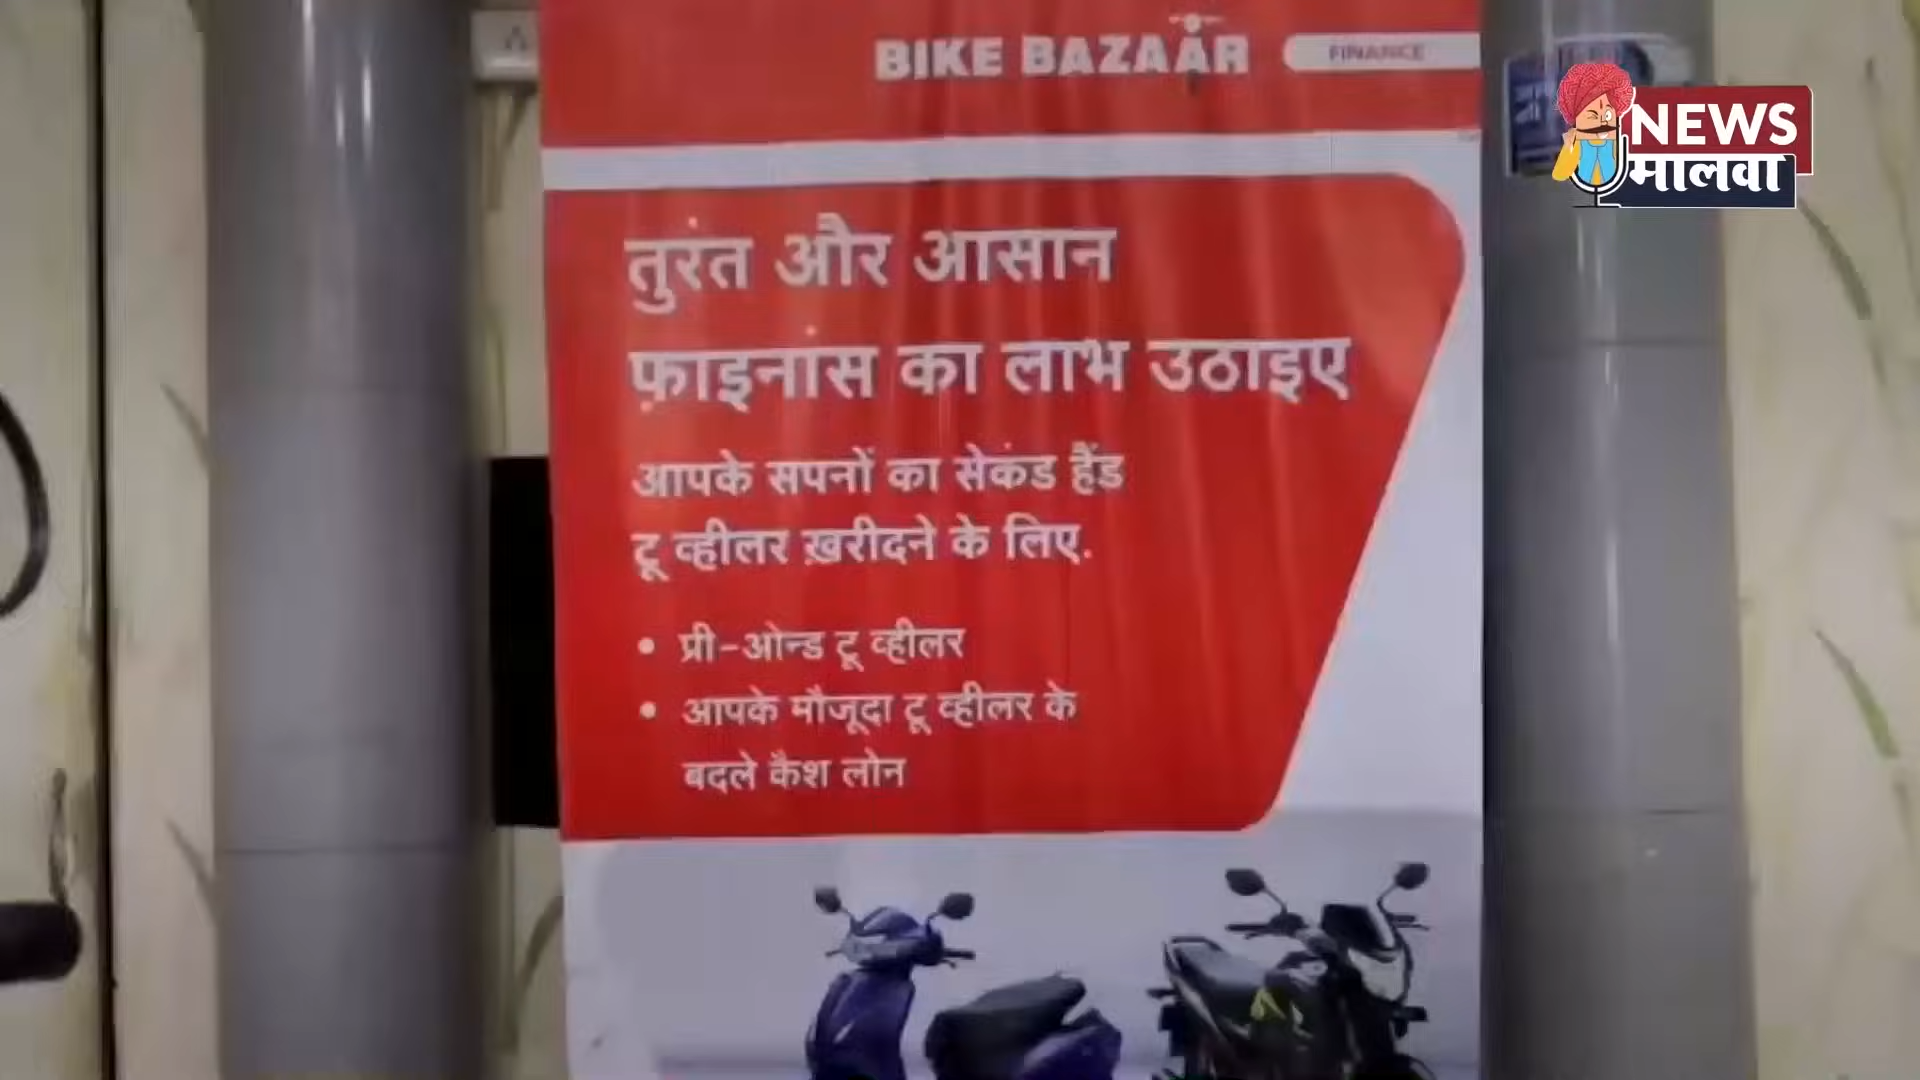 BIKE BAZAAR FINANCE
NEWS
मालवा
तुरंत और आसान
फ़ाइनांस का लाभ उठाइए
आपके सपनों का सेकंड हैंड
टू व्हीलर ख़रीदने के लिए.
• प्री-ओन्ड टू व्हीलर
• आपके मौजूदा टू व्हीलर के
बदले कैश लोन